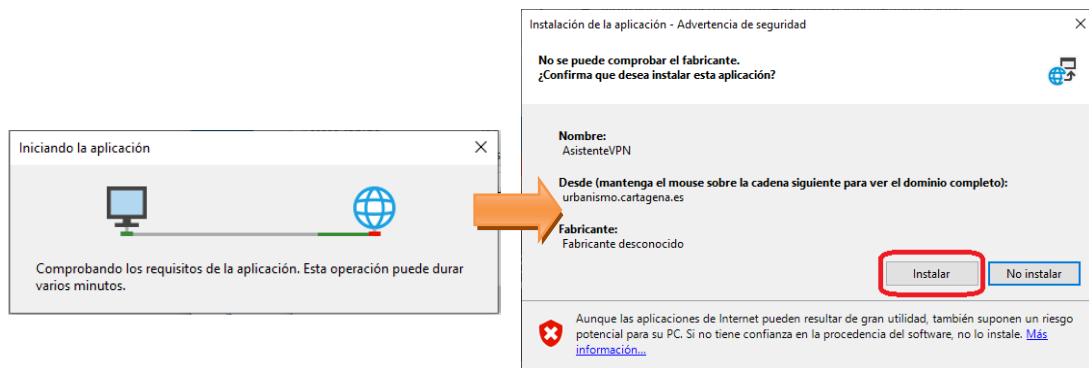 Iniciando la aplicación
Comprobando los requisitos de la aplicación. Esta operación puede durar
varios minutos.
Instalación de la aplicación - Advertencia de seguridad
No se puede comprobar el fabricante.
¿Confirma que desea instalar esta aplicación?
Nombre:
AsistenteVPN
Desde (mantenga el mouse sobre la cadena siguiente para ver el dominio completo):
urbanismo.cartagena.es
Fabricante:
Fabricante desconocido
Instalar
No instalar
Aunque las aplicaciones de Internet pueden resultar de gran utilidad, también suponen un riesgo
potencial para su PC. Si no tiene confianza en la procedencia del software, no lo instale. Más
información...